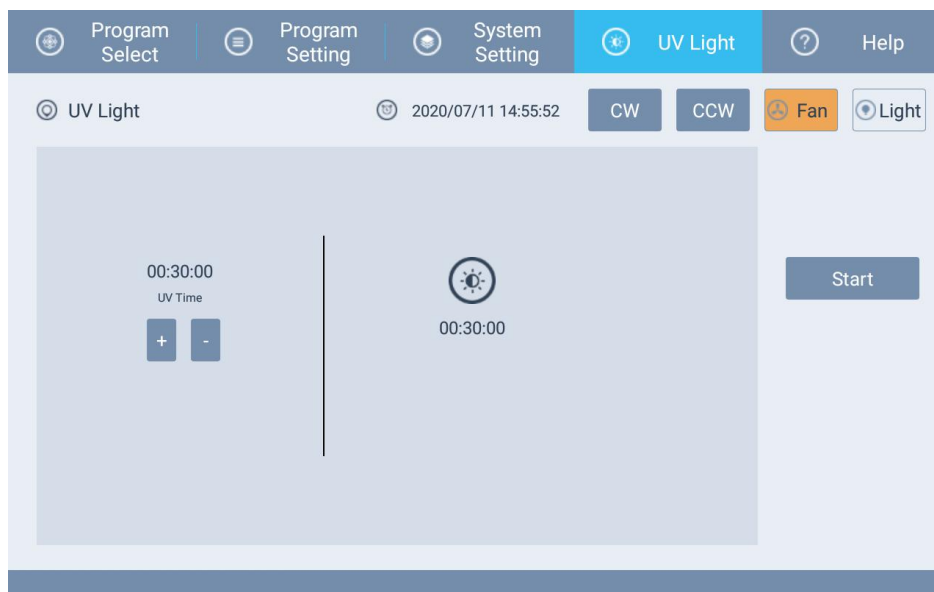 Program
Select
Program
Setting
System
Setting
UV Light
?
Help
UV Light
2020/07/11 14:55:52
CW
CCW
Fan
Light
00:30:00
UV Time
+
-
00:30:00
Start